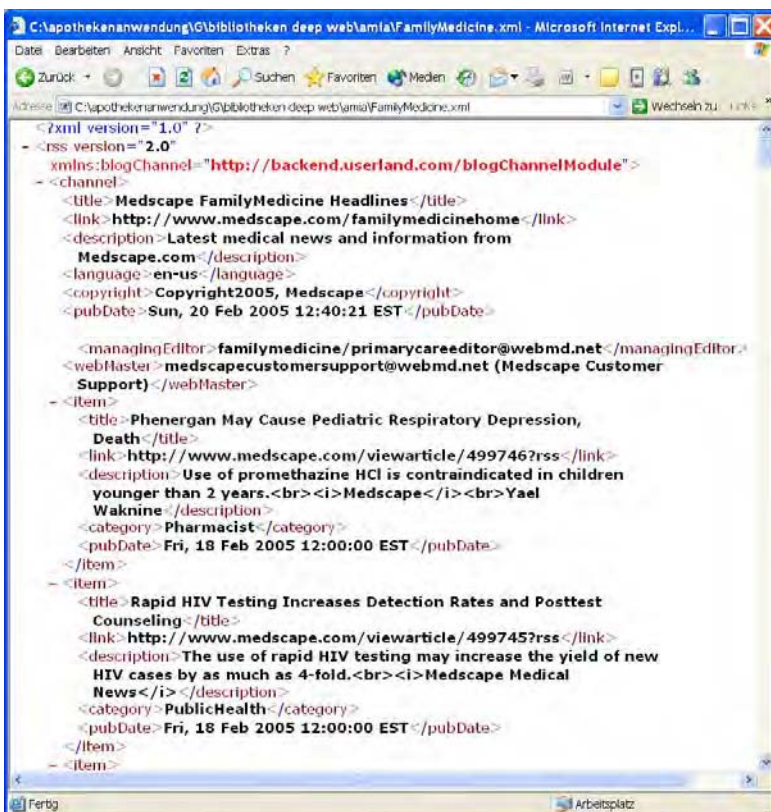 C:\apothekenanwendung\G\bibliotheken deep web\amia\FamilyMedicine.xml - Microsoft Internet Expl...
Datei Bearbeiten Ansicht Favoriten Extras ?
Zurück Suchen Favoriten Medien
Adresse C:\apothekenanwendung\G\bibliotheken deep web\amia\FamilyMedicine.xml Wechseln zu Links »
<?xml version="1.0" ?>
- <rss version="2.0"
xmlns:blogChannel="http://backend.userland.com/blogChannelModule">
- <channel>
<title>Medscape FamilyMedicine Headlines</title>
<link>http://www.medscape.com/familymedicinehome</link>
<description>Latest medical news and information from
Medscape.com</description>
<language>en-us</language>
<copyright>Copyright2005, Medscape</copyright>
<pubDate>Sun, 20 Feb 2005 12:40:21 EST</pubDate>
<managingEditor>familymedicine/primarycareeditor@webmd.net</managingEditor>
<webMaster>medscapecustomersupport@webmd.net (Medscape Customer
Support)</webMaster>
- <item>
<title>Phenergan May Cause Pediatric Respiratory Depression,
Death</title>
<link>http://www.medscape.com/viewarticle/499746?rss</link>
<description>Use of promethazine HCl is contraindicated in children
younger than 2 years.<br><i>Medscape</i><br>Yael
Waknine</description>
<category>Pharmacist</category>
<pubDate>Fri, 18 Feb 2005 12:00:00 EST</pubDate>
</item>
- <item>
<title>Rapid HIV Testing Increases Detection Rates and Posttest
Counseling</title>
<link>http://www.medscape.com/viewarticle/499745?rss</link>
<description>The use of rapid HIV testing may increase the yield of new
HIV cases by as much as 4-fold.<br><i>Medscape Medical
News</i></description>
<category>PublicHealth</category>
<pubDate>Fri, 18 Feb 2005 12:00:00 EST</pubDate>
</item>
- <item>
Fertig Arbeitsplatz